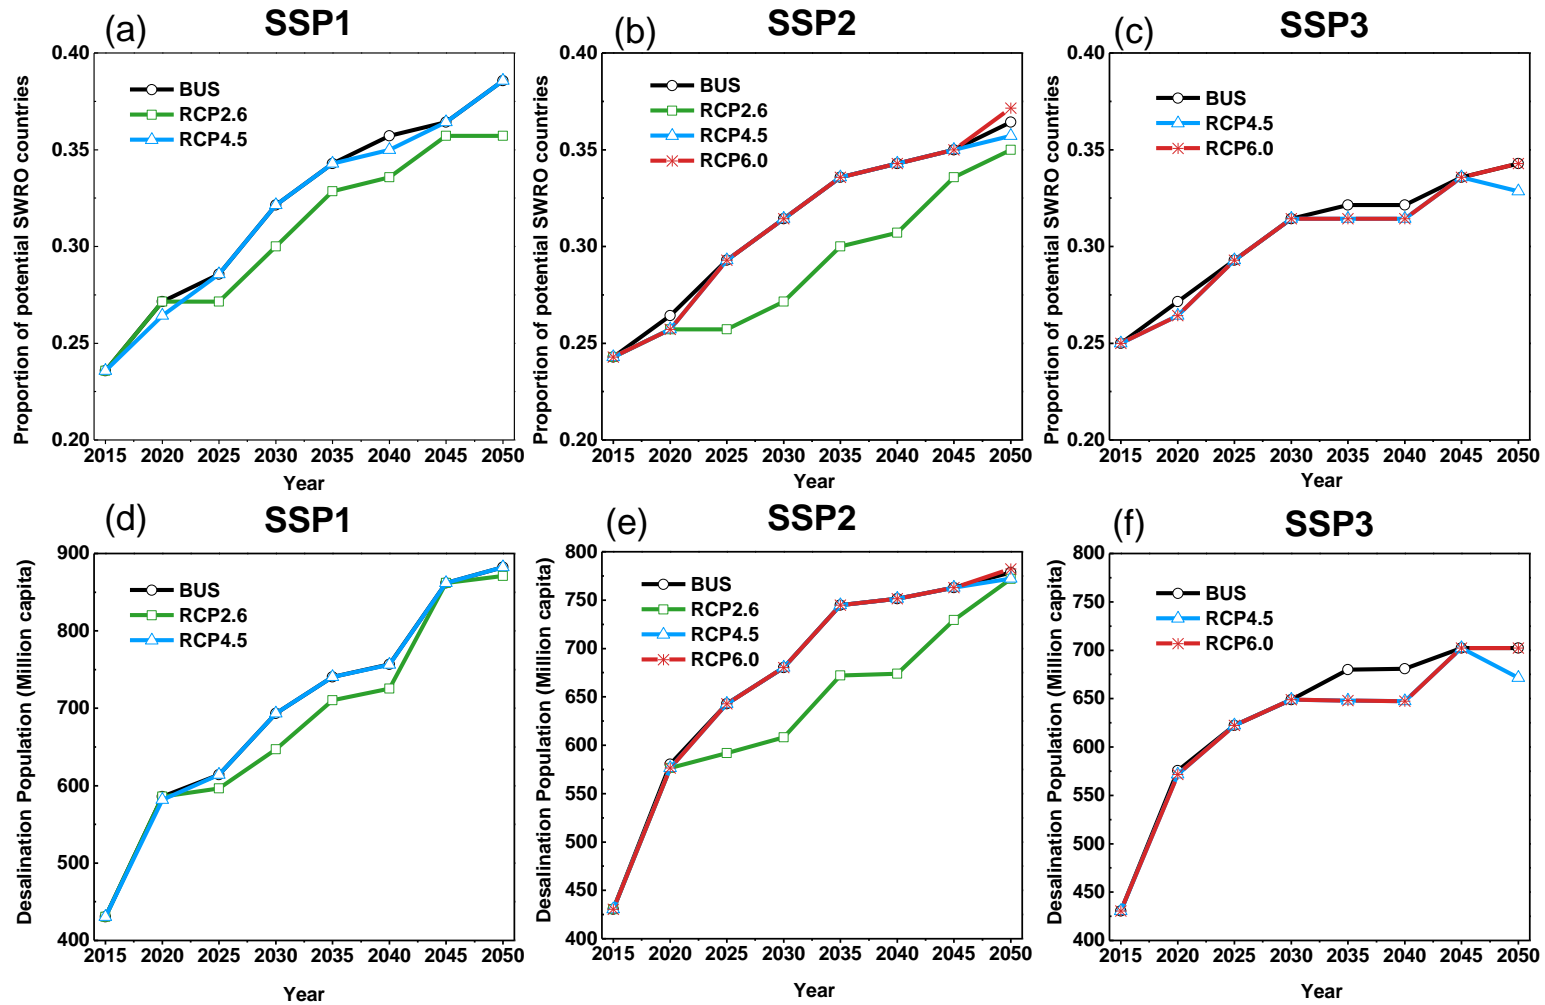 (a) SSP1
0.40
0.35
0.30
0.25
0.20
Proportion of potential SWRO countries
BUS
RCP2.6
RCP4.5
2015 2020 2025 2030 2035 2040 2045 2050
Year
(b) SSP2
0.40
0.35
0.30
0.25
0.20
Proportion of potential SWRO countries
BUS
RCP2.6
RCP4.5
RCP6.0
2015 2020 2025 2030 2035 2040 2045 2050
Year
(c) SSP3
0.40
0.35
0.30
0.25
0.20
Proportion of potential SWRO countries
BUS
RCP4.5
RCP6.0
2015 2020 2025 2030 2035 2040 2045 2050
Year
(d) SSP1
900
800
700
600
500
400
Desalination Population (Million capita)
BUS
RCP2.6
RCP4.5
2015 2020 2025 2030 2035 2040 2045 2050
Year
(e) SSP2
800
750
700
650
600
550
500
450
400
Desalination Population (Million capita)
BUS
RCP2.6
RCP4.5
RCP6.0
2015 2020 2025 2030 2035 2040 2045 2050
Year
(f) SSP3
800
750
700
650
600
550
500
450
400
Desalination Population (Million capita)
BUS
RCP4.5
RCP6.0
2015 2020 2025 2030 2035 2040 2045 2050
Year